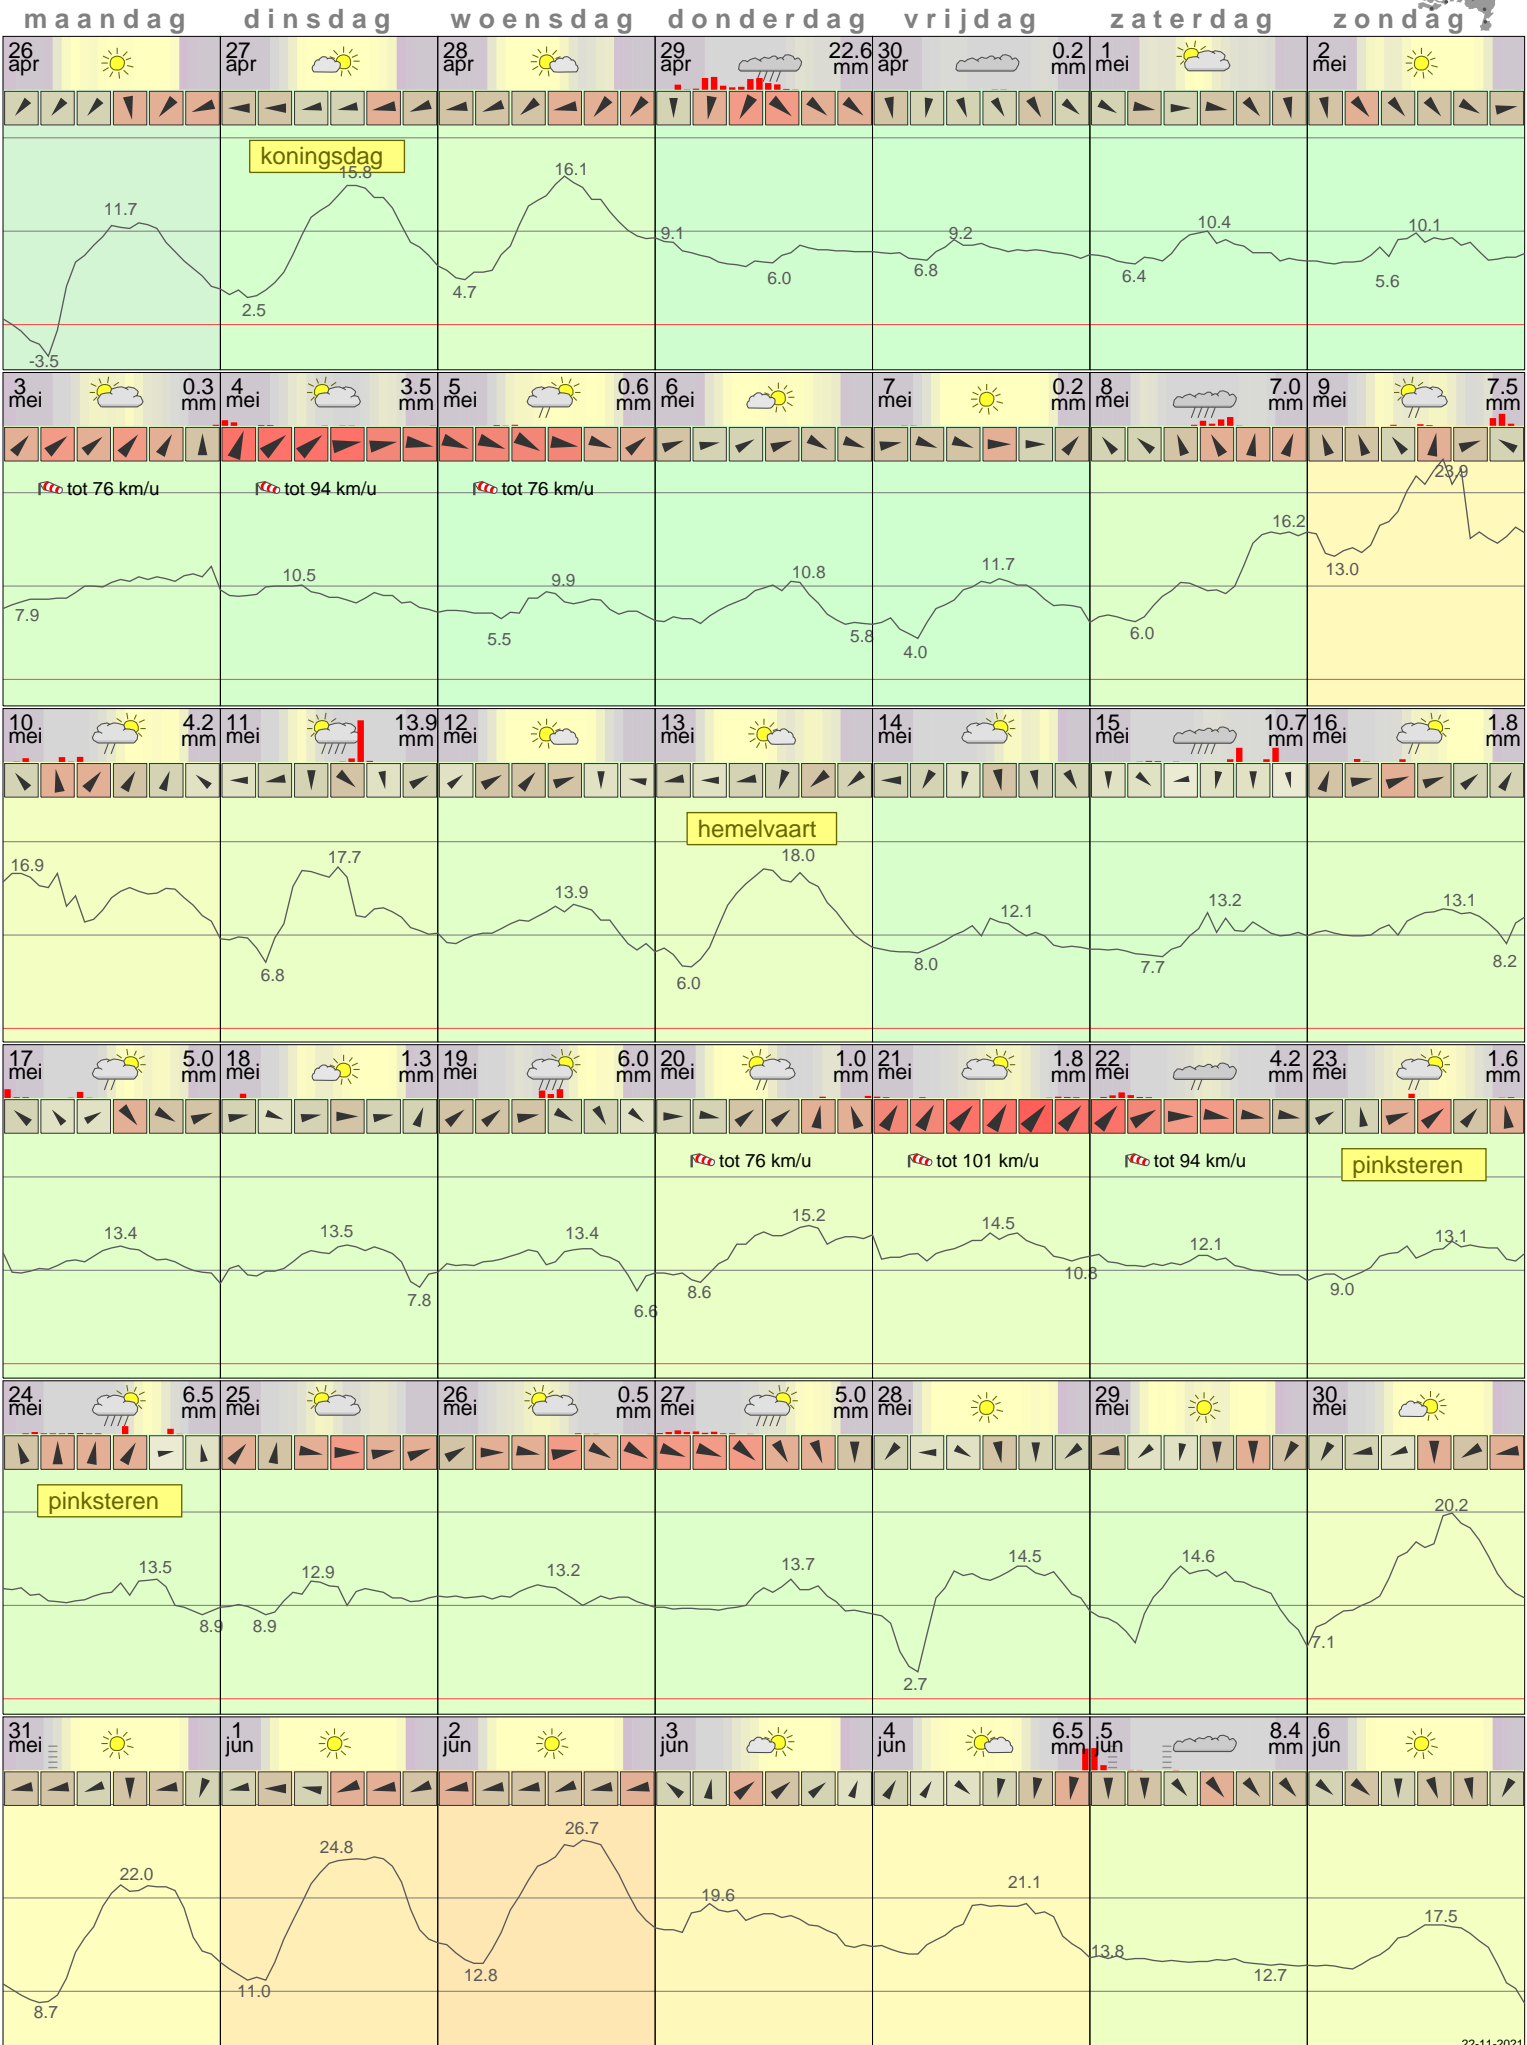 maandag dinsdag woensdag donderdag vrijdag zaterdag zondag
26 apr 27 apr 28 apr 29 apr 22.6 mm 30 apr 0.2 mm 1 mei 2 mei
koningsdag
15.8
16.1
11.7
9.1 9.2 10.4 10.1
2.5 4.7 6.0 6.8 6.4 5.6
-3.5
3 mei 0.3 mm 4 mei 3.5 mm 5 mei 0.6 mm 6 mei 7 mei 0.2 mm 8 mei 7.0 mm 9 mei 7.5 mm
23.9
tot 76 km/u tot 94 km/u tot 76 km/u
16.2
7.9 10.5 9.9 10.8 11.7 13.0
5.5 5.8 4.0 6.0
10 mei 4.2 mm 11 mei 13.9 mm 12 mei 13 mei 14 mei 15 mei 10.7 mm 16 mei 1.8 mm
hemelvaart
16.9 17.7 13.9 18.0 12.1 13.2 13.1
6.8 6.0 8.0 7.7 8.2
17 mei 5.0 mm 18 mei 1.3 mm 19 mei 6.0 mm 20 mei 1.0 mm 21 mei 1.8 mm 22 mei 4.2 mm 23 mei 1.6 mm
tot 76 km/u tot 101 km/u tot 94 km/u pinksteren
13.4 13.5 13.4 15.2 14.5 12.1 13.1
7.8 6.6 8.6 10.8 9.0
24 mei 6.5 mm 25 mei 26 mei 0.5 mm 27 mei 5.0 mm 28 mei 29 mei 30 mei
pinksteren
20.2
13.5 12.9 13.2 13.7 14.5 14.6
8.9 8.9 2.7 7.1
31 mei 1 jun 2 jun 3 jun 4 jun 6.5 mm 5 jun 8.4 mm 6 jun
22.0 24.8 26.7 19.6 21.1 13.8 17.5
8.7 11.0 12.8 12.7
22-11-2021